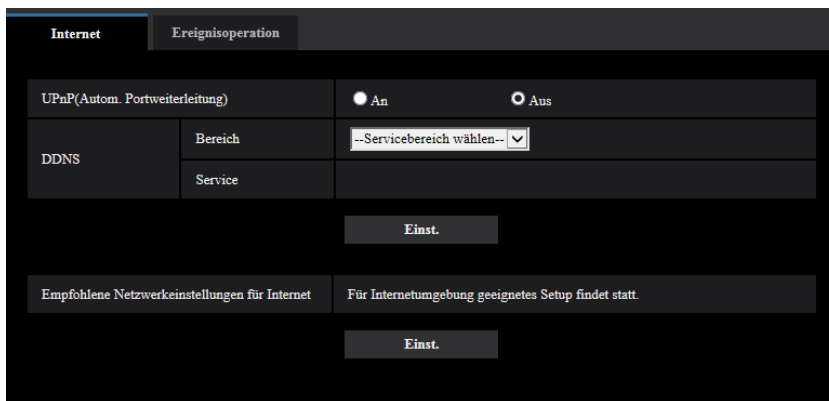 Internet Ereignisoperation
UPnP(Autom. Portweiterleitung) An Aus
DDNS Bereich --Servicebereich wählen--
Service
Einst.
Empfohlene Netzwerkeinstellungen für Internet Für Internetumgebung geeignetes Setup findet statt.
Einst.